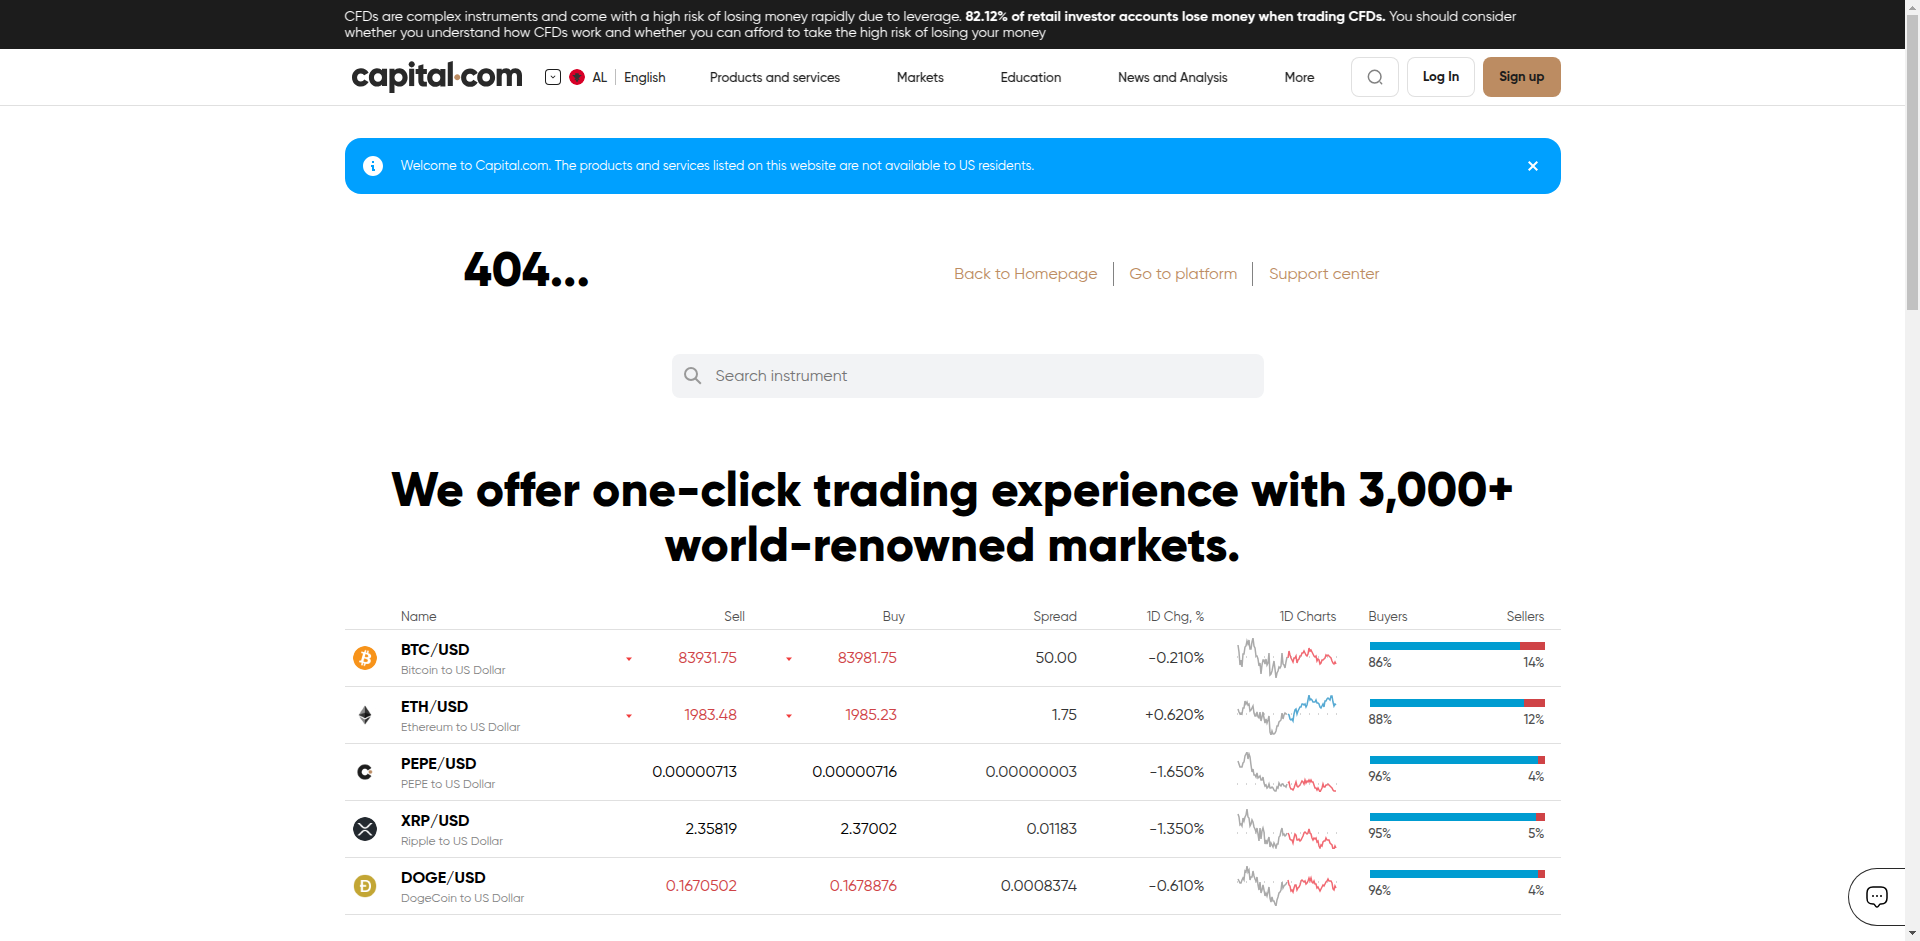 CFDs are complex instruments and come with a high risk of losing money rapidly due to leverage. 82.12% of retail investor accounts lose money when trading CFDs. You should consider
whether you understand how CFDs work and whether you can afford to take the high risk of losing your money
capital.com AL English Products and services Markets Education News and Analysis More Log In Sign up
Welcome to Capital.com. The products and services listed on this website are not available to US residents.
404...
Back to Homepage Go to platform Support center
Search instrument
We offer one-click trading experience with 3,000+
world-renowned markets.
Name Sell Buy Spread 1D Chg, % 1D Charts Buyers Sellers
BTC/USD 83931.75 83981.75 50.00 -0.210%
Bitcoin to US Dollar 86% 14%
ETH/USD 1983.48 1985.23 1.75 +0.620%
Ethereum to US Dollar 88% 12%
PEPE/USD 0.00000713 0.00000716 0.00000003 -1.650%
PEPE to US Dollar 96% 4%
XRP/USD 2.35819 2.37002 0.01183 -1.350%
Ripple to US Dollar 95% 5%
DOGE/USD 0.1670502 0.1678876 0.0008374 -0.610%
DogeCoin to US Dollar 96% 4%